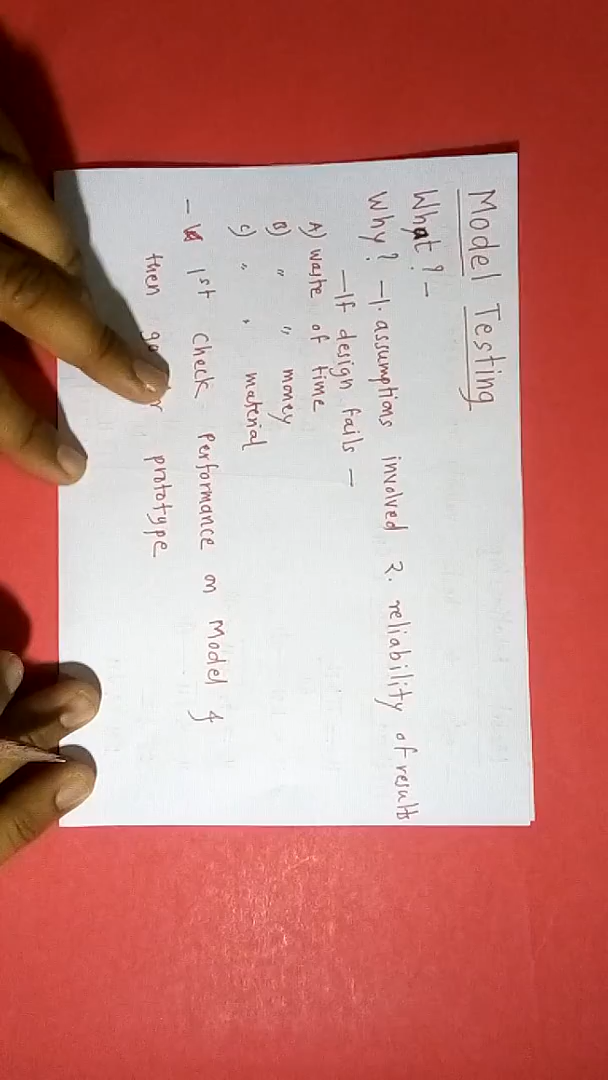 Model Testing
What? -
Why? - 1. assumptions involved 2. reliability of results
- If design fails -
A) waste of time
B) " " money
C) " " material
- 1st check performance on model &
then prototype